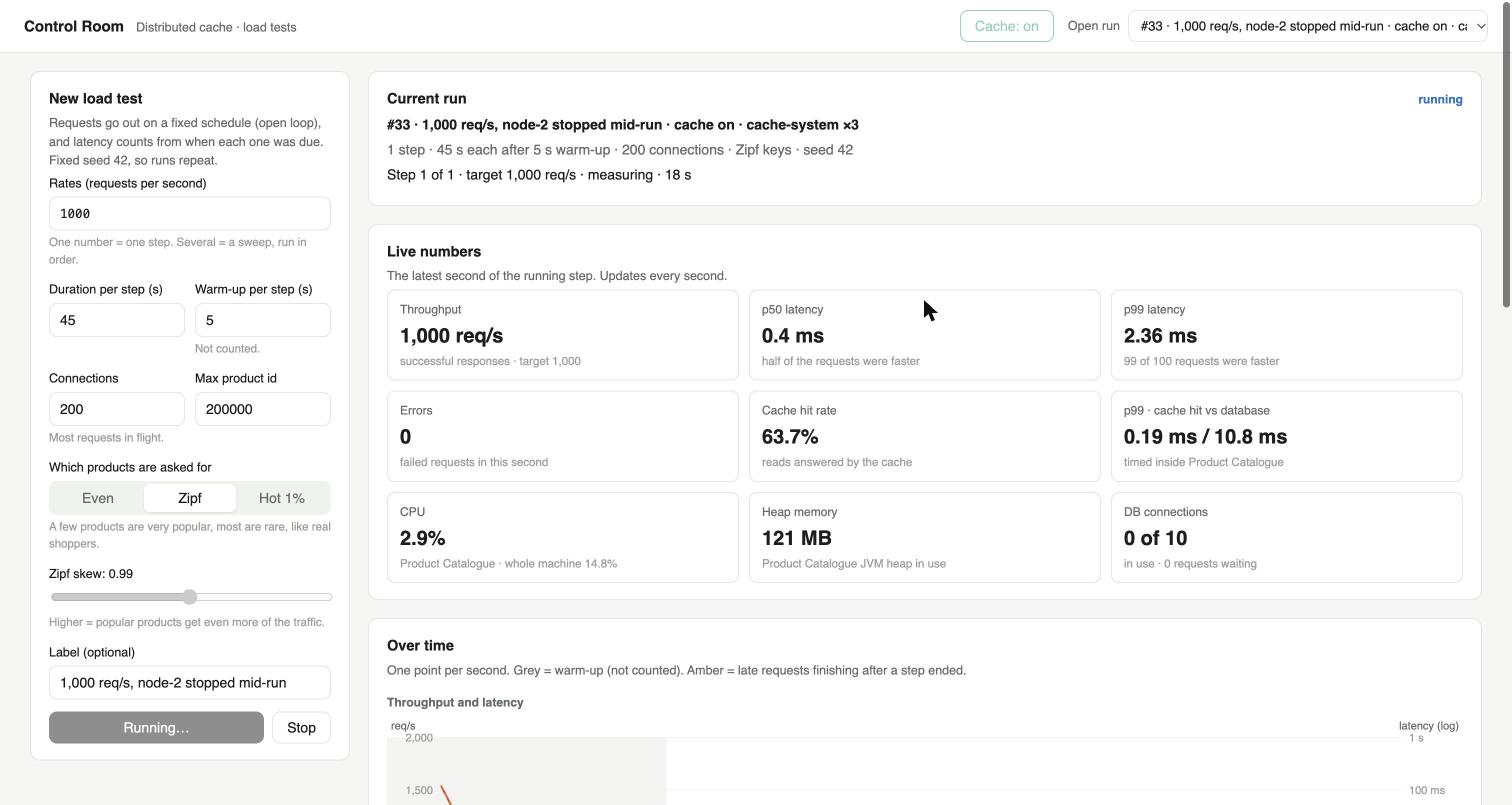 Control Room
Distributed cache · load tests
Cache: on
Open run
#33 · 1,000 req/s, node-2 stopped mid-run · cache on · ca
New load test
Requests go out on a fixed schedule (open loop),
and latency counts from when each one was due.
Fixed seed 42, so runs repeat.
Rates (requests per second)
1000
One number = one step. Several = a sweep, run in
order.
Duration per step (s)
Warm-up per step (s)
45
5
Not counted.
Connections
Max product id
200
200000
Most requests in flight.
Which products are asked for
Even
Zipf
Hot 1%
A few products are very popular, most are rare, like real
shoppers.
Zipf skew: 0.99
Higher = popular products get even more of the traffic.
Label (optional)
1,000 req/s, node-2 stopped mid-run
Running…
Stop
Current run
running
#33 · 1,000 req/s, node-2 stopped mid-run · cache on · cache-system ×3
1 step · 45 s each after 5 s warm-up · 200 connections · Zipf keys · seed 42
Step 1 of 1 · target 1,000 req/s · measuring · 18 s
Live numbers
The latest second of the running step. Updates every second.
Throughput
1,000 req/s
successful responses · target 1,000
p50 latency
0.4 ms
half of the requests were faster
p99 latency
2.36 ms
99 of 100 requests were faster
Errors
0
failed requests in this second
Cache hit rate
63.7%
reads answered by the cache
p99 · cache hit vs database
0.19 ms / 10.8 ms
timed inside Product Catalogue
CPU
2.9%
Product Catalogue · whole machine 14.8%
Heap memory
121 MB
Product Catalogue JVM heap in use
DB connections
0 of 10
in use · 0 requests waiting
Over time
One point per second. Grey = warm-up (not counted). Amber = late requests finishing after a step ended.
Throughput and latency
req/s
latency (log)
2,000
1 s
1,500
100 ms